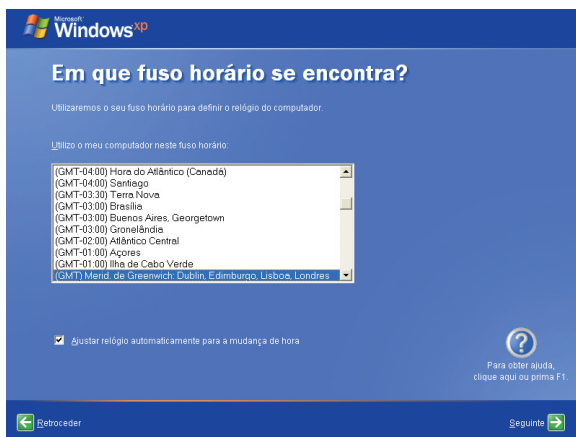 Microsoft
Windows xp
Em que fuso horário se encontra?
Utilizaremos o seu fuso horário para definir o relógio do computador.
Utilizo o meu computador neste fuso horário:
(GMT-04:00) Hora do Atlântico (Canadá)
(GMT-04:00) Santiago
(GMT-03:30) Terra Nova
(GMT-03:00) Brasília
(GMT-03:00) Buenos Aires, Georgetown
(GMT-03:00) Gronelândia
(GMT-02:00) Atlântico Central
(GMT-01:00) Açores
(GMT-01:00) Ilha de Cabo Verde
(GMT) Merid. de Greenwich: Dublin, Edimburgo, Lisboa, Londres
Ajustar relógio automaticamente para a mudança de hora
?
Para obter ajuda,
clique aqui ou prima F1.
Retroceder
Seguinte